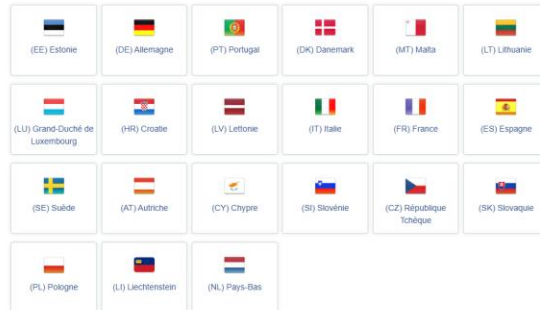 (EE) Estonie
(DE) Allemagne
(PT) Portugal
(DK) Danemark
(MT) Malta
(LT) Lithuanie
(LU) Grand-Duché de
Luxembourg
(HR) Croatie
(LV) Lettonie
(IT) Italie
(FR) France
(ES) Espagne
(SE) Suède
(AT) Autriche
(CY) Chypre
(SI) Slovénie
(CZ) République
Tchèque
(SK) Slovaquie
(PL) Pologne
(LI) Liechtenstein
(NL) Pays-Bas